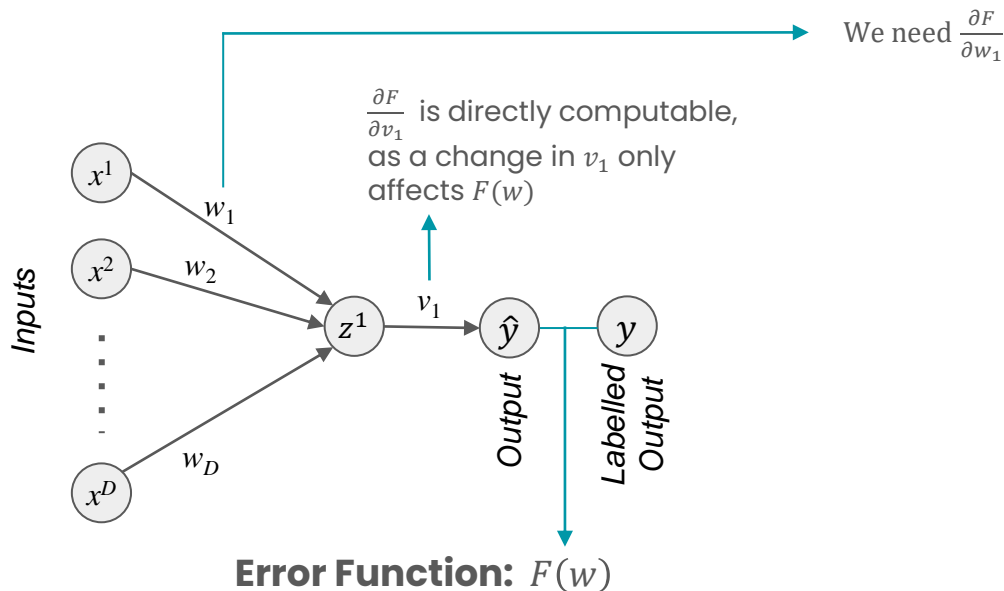 We need ∂F/∂w₁
∂F/∂v₁ is directly computable,
as a change in v₁ only
affects F(w)
x¹
w₁
x²
w₂
Inputs
z¹
v₁
ŷ
y
Output
Labelled
Output
w_D
x^D
Error Function: F(w)